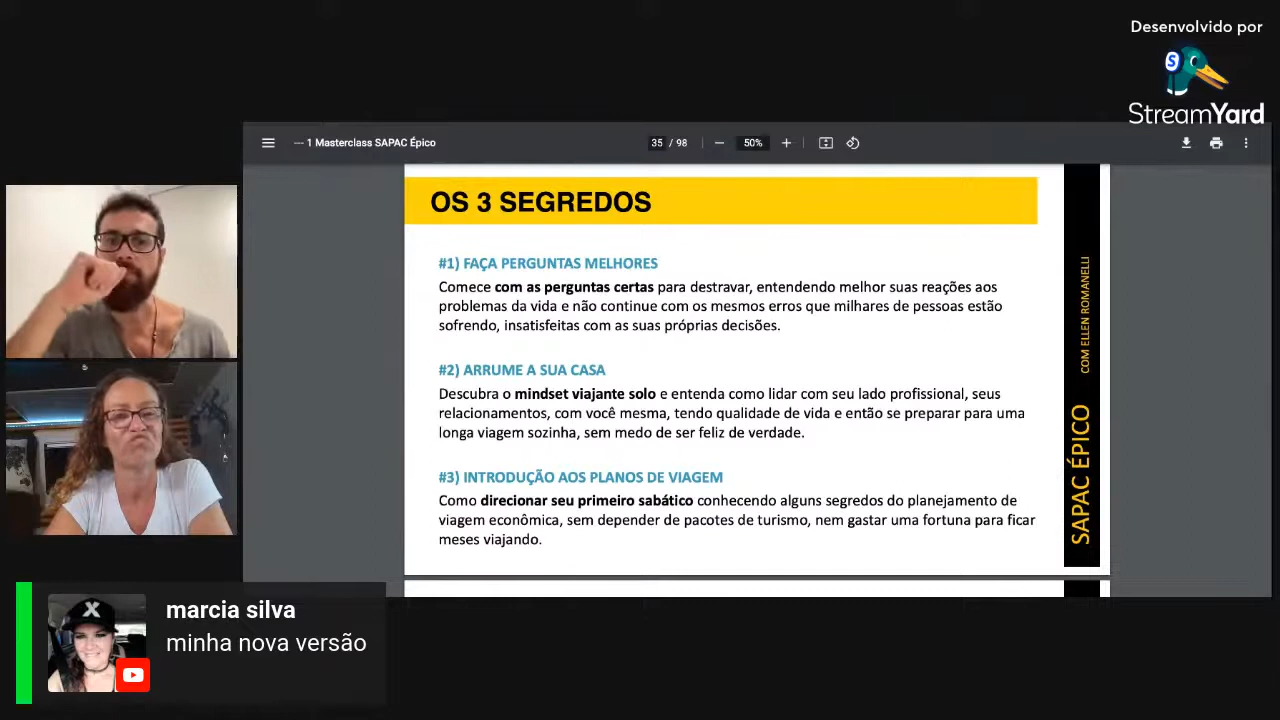 Desenvolvido por
S
StreamYard
--- 1 Masterclass SAPAC Épico
35 / 98
50%
OS 3 SEGREDOS
#1) FAÇA PERGUNTAS MELHORES
Comece com as perguntas certas para destravar, entendendo melhor suas reações aos
problemas da vida e não continue com os mesmos erros que milhares de pessoas estão
sofrendo, insatisfeitas com as suas próprias decisões.
#2) ARRUME A SUA CASA
Descubra o mindset viajante solo e entenda como lidar com seu lado profissional, seus
relacionamentos, com você mesma, tendo qualidade de vida e então se preparar para uma
longa viagem sozinha, sem medo de ser feliz de verdade.
#3) INTRODUÇÃO AOS PLANOS DE VIAGEM
Como direcionar seu primeiro sabático conhecendo alguns segredos do planejamento de
viagem econômica, sem depender de pacotes de turismo, nem gastar uma fortuna para ficar
meses viajando.
SAPAC ÉPICO COM ELLEN ROMANELLI
X
marcia silva
minha nova versão